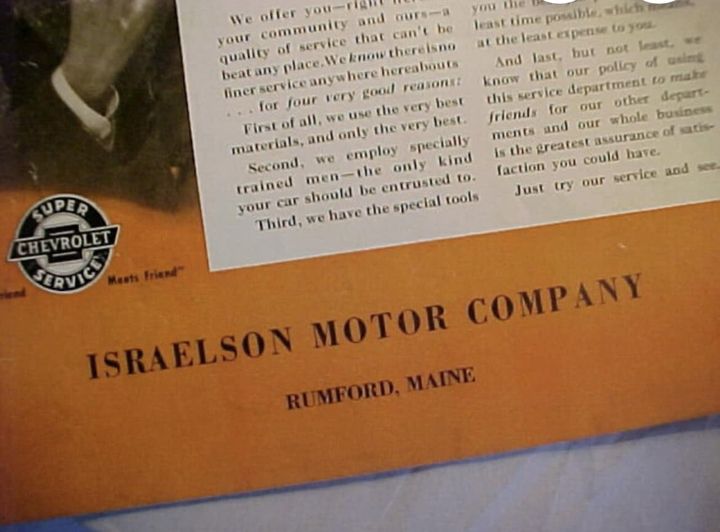 We offer you—right
your community and ours—a
quality of service that can't be
beat any place. We know there is no
finer service anywhere hereabouts
. . . for four very good reasons:
First of all, we use the very best
materials, and only the very best.
Second, we employ specially
trained men—the only kind
your car should be entrusted to.
Third, we have the special tools
you the
least time possible, which means,
at the least expense to you.
And last, but not least, we
know that our policy of using
this service department to make
friends for our other depart-
ments and our whole business
is the greatest assurance of satis-
faction you could have.
Just try our service and see
SUPER
CHEVROLET
SERVICE
Meets Friend"
ISRAELSON MOTOR COMPANY
RUMFORD, MAINE